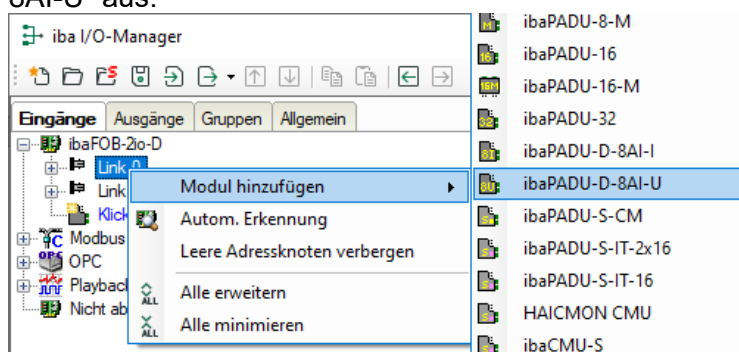 8AI-U aus.
iba I/O-Manager
Eingänge Ausgänge Gruppen Allgemein
ibaFOB-2io-D
Link 0
Link
Klick
Modbus
OPC
Playback
Nicht ab
Modul hinzufügen
Autom. Erkennung
Leere Adressknoten verbergen
Alle erweitern
Alle minimieren
ibaPADU-8-M
ibaPADU-16
ibaPADU-16-M
ibaPADU-32
ibaPADU-D-8AI-I
ibaPADU-D-8AI-U
ibaPADU-S-CM
ibaPADU-S-IT-2x16
ibaPADU-S-IT-16
HAICMON CMU
ibaCMU-S